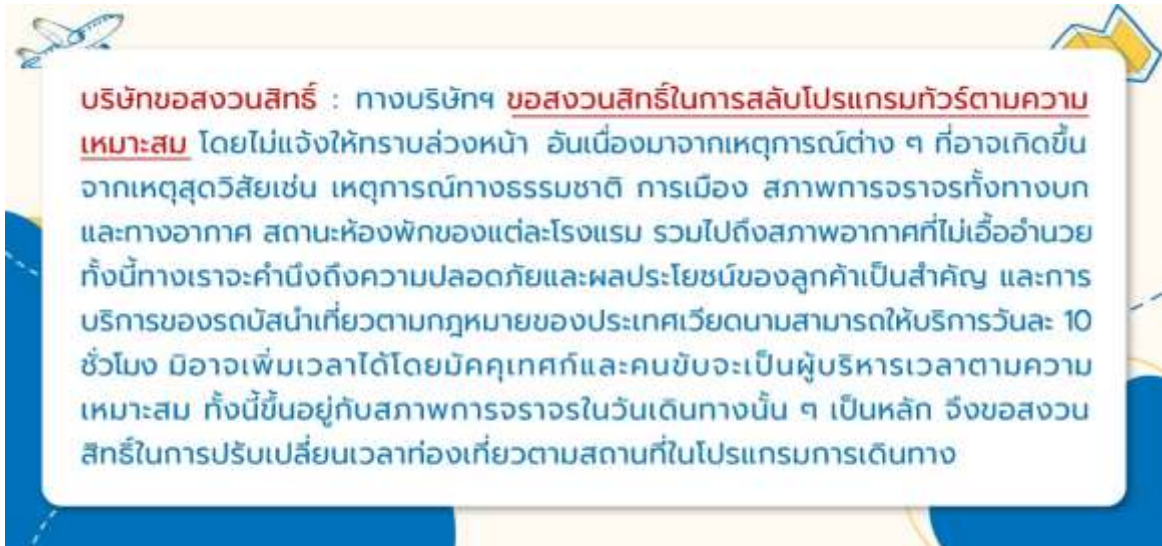 บริษัทขอสงวนสิทธิ์ : ทางบริษัทฯ ขอสงวนสิทธิ์ในการสลับโปรแกรมทัวร์ตามความ
เหมาะสม โดยไม่แจ้งให้ทราบล่วงหน้า อันเนื่องมาจากเหตุการณ์ต่าง ๆ ที่อาจเกิดขึ้น
จากเหตุสุดวิสัยเช่น เหตุการณ์ทางธรรมชาติ การเมือง สภาพการจราจรทั้งทางบก
และทางอากาศ สถานะห้องพักของแต่ละโรงแรม รวมไปถึงสภาพอากาศที่ไม่เอื้ออำนวย
ทั้งนี้ทางเราจะคำนึงถึงความปลอดภัยและผลประโยชน์ของลูกค้าเป็นสำคัญ และการ
บริการของรถบัสนำเที่ยวตามกฎหมายของประเทศเวียดนามสามารถให้บริการวันละ 10
ชั่วโมง มิอาจเพิ่มเวลาได้โดยมัคคุเทศก์และคนขับจะเป็นผู้บริหารเวลาตามความ
เหมาะสม ทั้งนี้ขึ้นอยู่กับสภาพการจราจรในวันเดินทางนั้น ๆ เป็นหลัก จึงขอสงวน
สิทธิ์ในการปรับเปลี่ยนเวลาท่องเที่ยวตามสถานที่ในโปรแกรมการเดินทาง